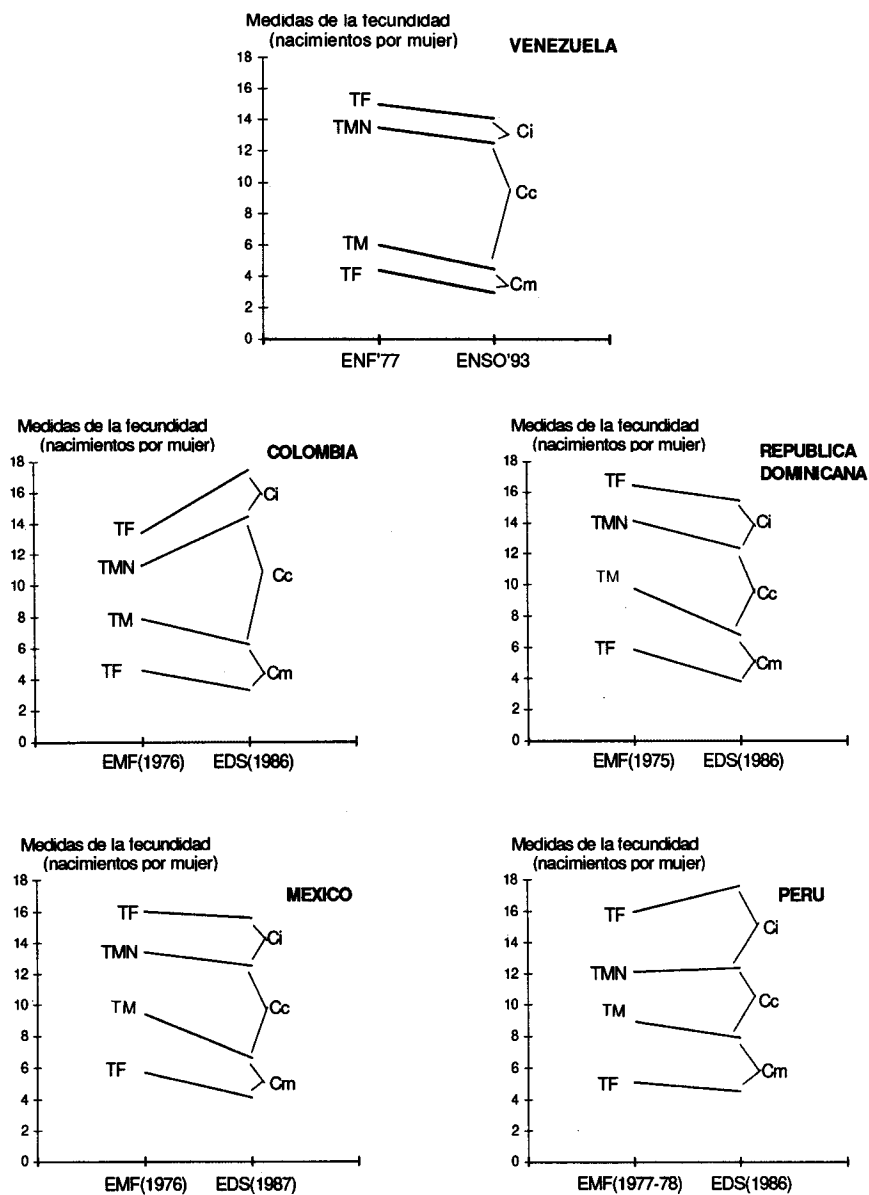 Medidas de la fecundidad
(nacimientos por mujer)
VENEZUELA
18
16
14
12
10
8
6
4
2
0
TF
TMN
TM
TF
Ci
Cc
Cm
ENF'77
ENSO'93
Medidas de la fecundidad
(nacimientos por mujer)
COLOMBIA
18
16
14
12
10
8
6
4
2
0
TF
TMN
TM
TF
Ci
Cc
Cm
EMF(1976)
EDS(1986)
Medidas de la fecundidad
(nacimientos por mujer)
REPUBLICA
DOMINICANA
18
16
14
12
10
8
6
4
2
0
TF
TMN
TM
TF
Ci
Cc
Cm
EMF(1975)
EDS(1986)
Medidas de la fecundidad
(nacimientos por mujer)
MEXICO
18
16
14
12
10
8
6
4
2
0
TF
TMN
TM
TF
Ci
Cc
Cm
EMF(1976)
EDS(1987)
Medidas de la fecundidad
(nacimientos por mujer)
PERU
18
16
14
12
10
8
6
4
2
0
TF
TMN
TM
TF
Ci
Cc
Cm
EMF(1977-78)
EDS(1986)